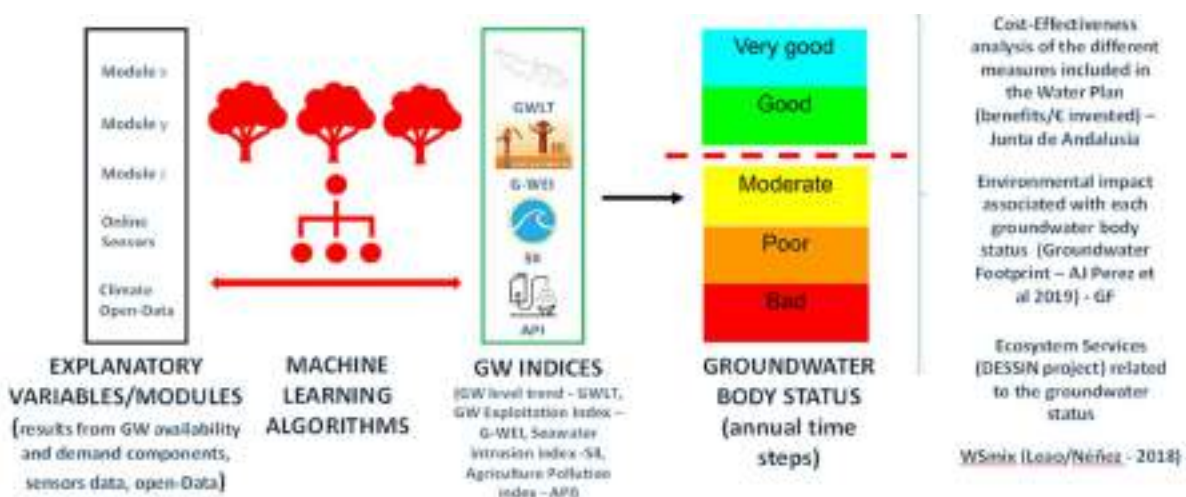 Module x
Module y
Module z
Online
Sensors
Climate
Open-Data
EXPLANATORY
VARIABLES/MODULES
(results from GW availability
and demand components,
sensors data, open-Data)
MACHINE
LEARNING
ALGORITHMS
GWLT
G-WEI
SII
API
GW INDICES
(GW level trend - GWLT,
GW Exploitation Index –
G-WEI, Seawater
Intrusion Index -SII,
Agriculture Pollution
index - API)
Very good
Good
Moderate
Poor
Bad
GROUNDWATER
BODY STATUS
(annual time
steps)
Cost-Effectiveness
analysis of the different
measures included in
the Water Plan
(benefits/€ invested) –
Junta de Andalusia
Environmental impact
associated with each
groundwater body
status (Groundwater
Footprint – AJ Perez et
al 2019) - GF
Ecosystem Services
(DESSIN project) related
to the groundwater
status
WSmix (Leao/Néñez - 2018)